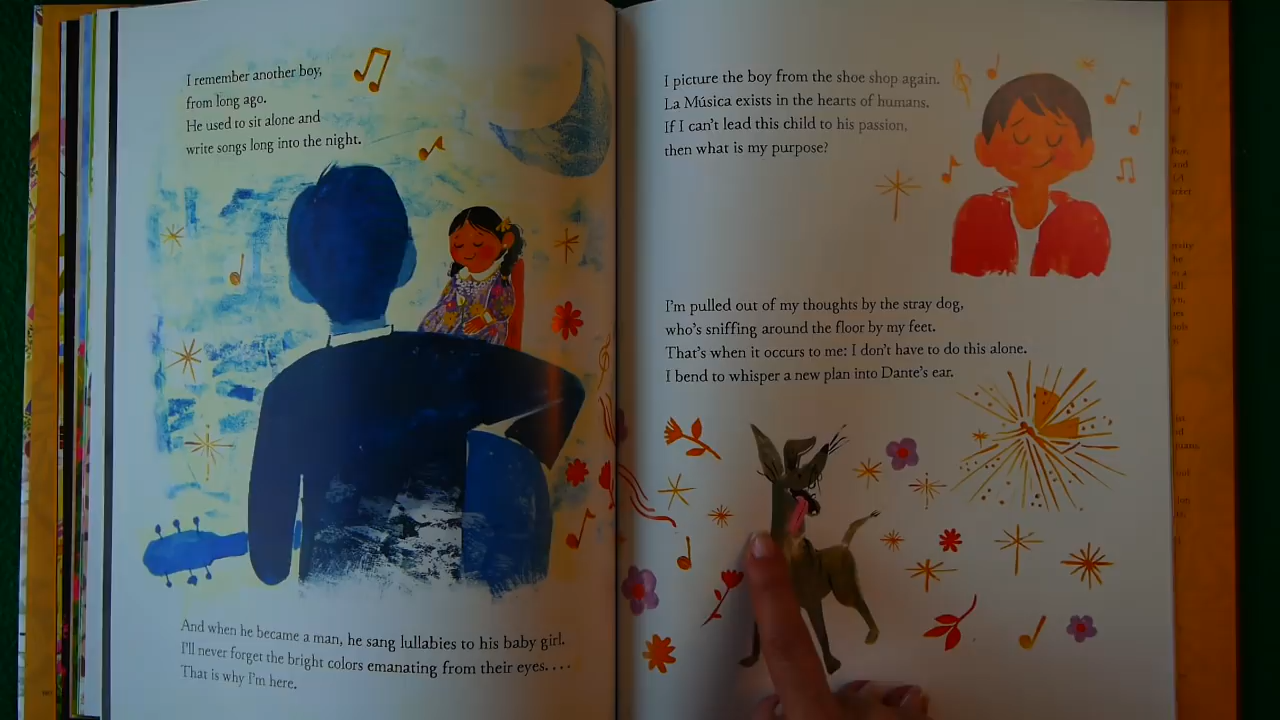 I remember another boy,
from long ago.
He used to sit alone and
write songs long into the night.
And when he became a man, he sang lullabies to his baby girl.
I'll never forget the bright colors emanating from their eyes. . . .
That is why I'm here.
I picture the boy from the shoe shop again.
La Música exists in the hearts of humans.
If I can't lead this child to his passion,
then what is my purpose?
I'm pulled out of my thoughts by the stray dog,
who's sniffing around the floor by my feet.
That's when it occurs to me: I don't have to do this alone.
I bend to whisper a new plan into Dante's ear.